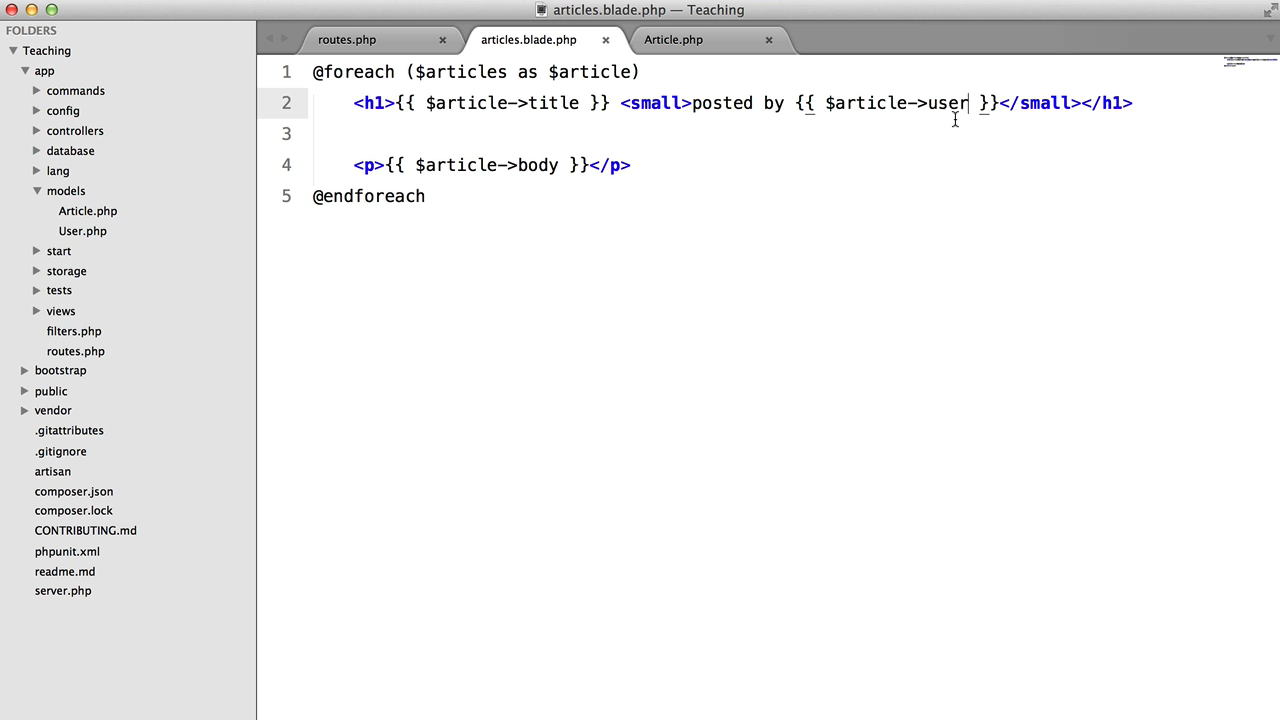 articles.blade.php — Teaching
FOLDERS
Teaching
app
commands
config
controllers
database
lang
models
Article.php
User.php
start
storage
tests
views
filters.php
routes.php
bootstrap
public
vendor
.gitattributes
.gitignore
artisan
composer.json
composer.lock
CONTRIBUTING.md
phpunit.xml
readme.md
server.php
routes.php × articles.blade.php × Article.php ×
1 @foreach ($articles as $article)
2 <h1>{{ $article->title }} <small>posted by {{ $article->user }}</small></h1>
3
4 <p>{{ $article->body }}</p>
5 @endforeach